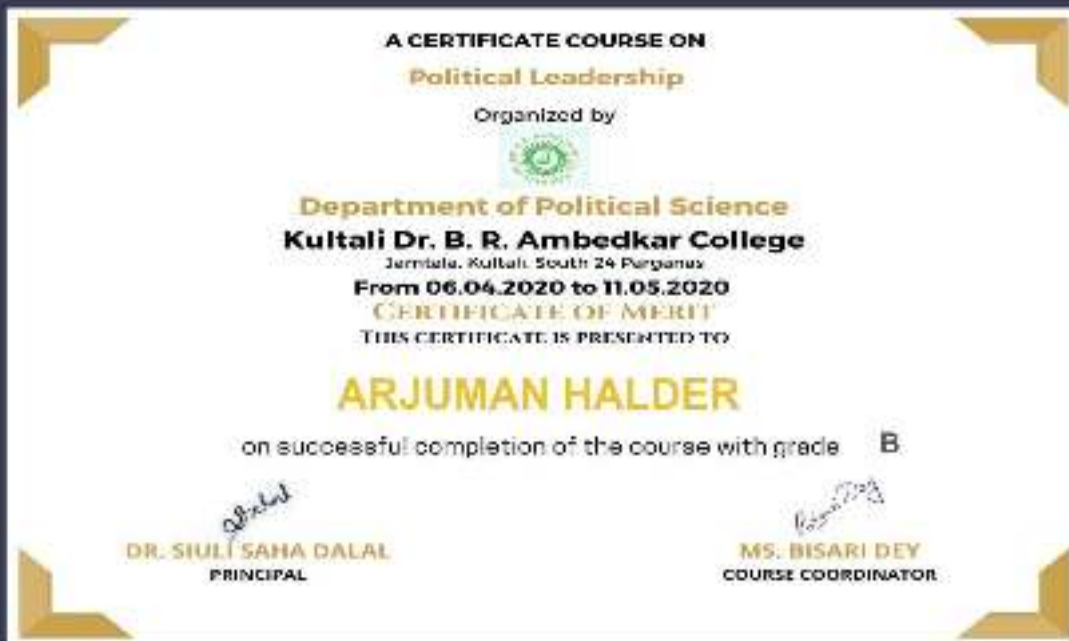 A CERTIFICATE COURSE ON
Political Leadership
Organized by
Department of Political Science
Kultali Dr. B. R. Ambedkar College
Jamtala, Kultali, South 24 Parganas
From 06.04.2020 to 11.05.2020
CERTIFICATE OF MERIT
THIS CERTIFICATE IS PRESENTED TO
ARJUMAN HALDER
on successful completion of the course with grade B
DR. SIULI SAHA DALAL
PRINCIPAL
MS. BISARI DEY
COURSE COORDINATOR